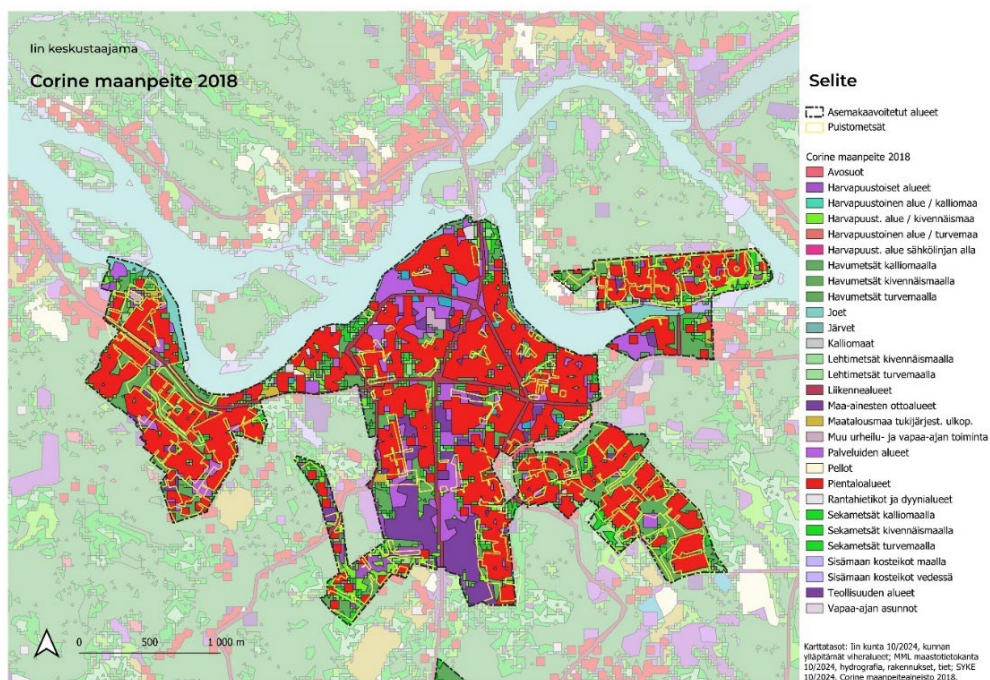 Iin keskustaajama
Corine maanpeite 2018
Selite
Asemakaavoitetut alueet
Puistometsät
Corine maanpeite 2018
Avosuot
Harvapuustoiset alueet
Harvapuustoinen alue / kalliomaa
Harvapuust. alue / kivennäismaa
Harvapuustoinen alue / turvemaa
Harvapuust. alue sähkölinjan alla
Havumetsät kalliomaalla
Havumetsät kivennäismaalla
Havumetsät turvemaalla
Joet
Järvet
Kalliomaat
Lehtimetsät kivennäismaalla
Lehtimetsät turvemaalla
Liikennealueet
Maa-ainesten ottoalueet
Maatalousmaa tukijärjest. ulkop.
Muu urheilu- ja vapaa-ajan toiminta
Palveluiden alueet
Pellot
Pientaloalueet
Rantahietikot ja dyynialueet
Sekametsät kalliomaalla
Sekametsät kivennäismaalla
Sekametsät turvemaalla
Sisämaan kosteikot maalla
Sisämaan kosteikot vedessä
Teollisuuden alueet
Vapaa-ajan asunnot
0 500 1 000 m
Karttatasot: Iin kunta 10/2024, kunnan
ylläpitämät viheralueet; MML maastotietokanta
10/2024, hydrografia, rakennukset, tiet; SYKE
10/2024, Corine maanpeiteaineisto 2018.